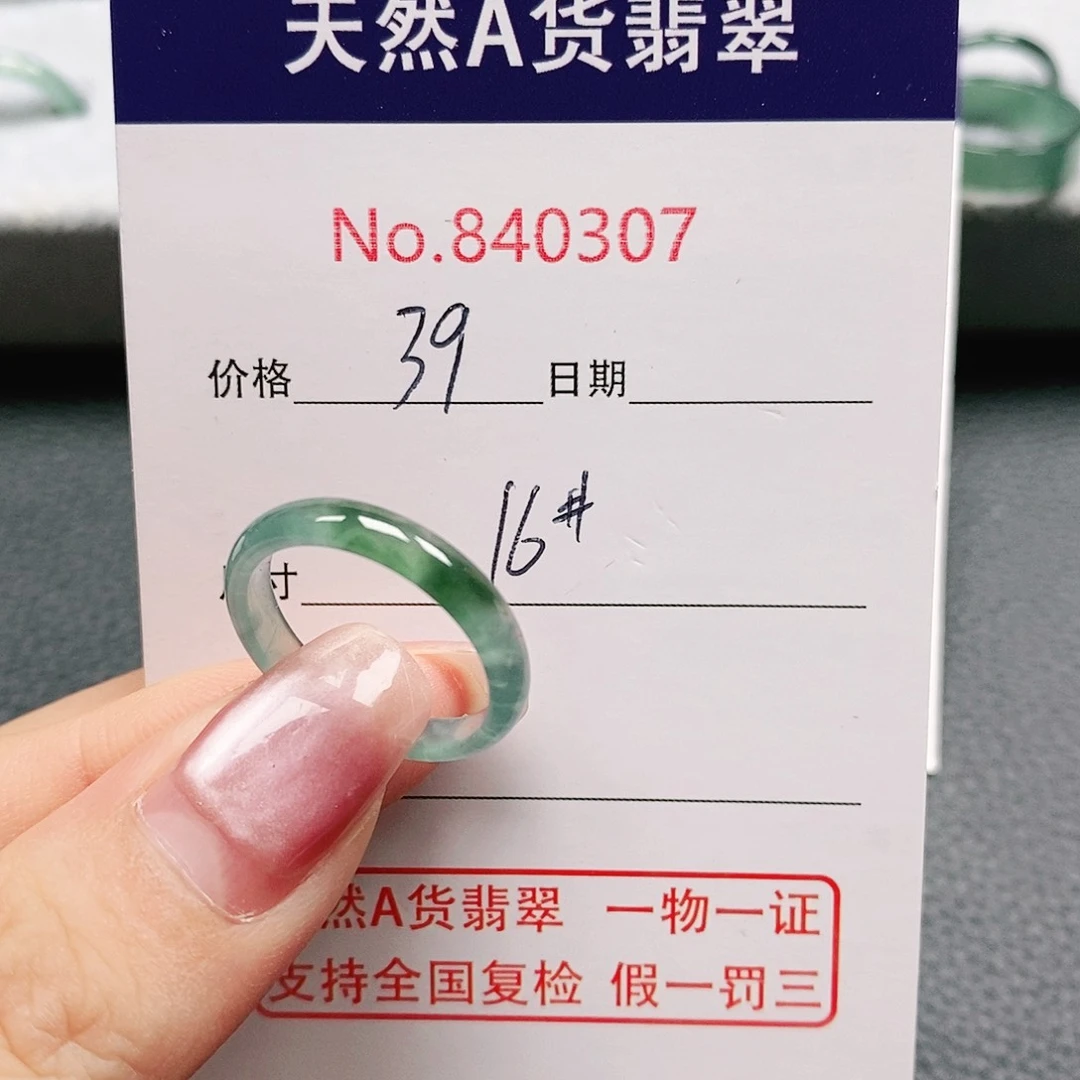 天然A货翡翠
No.840307
价格 39 日期
寸 16#
然A货翡翠 一物一证
支持全国复检 假一罚三